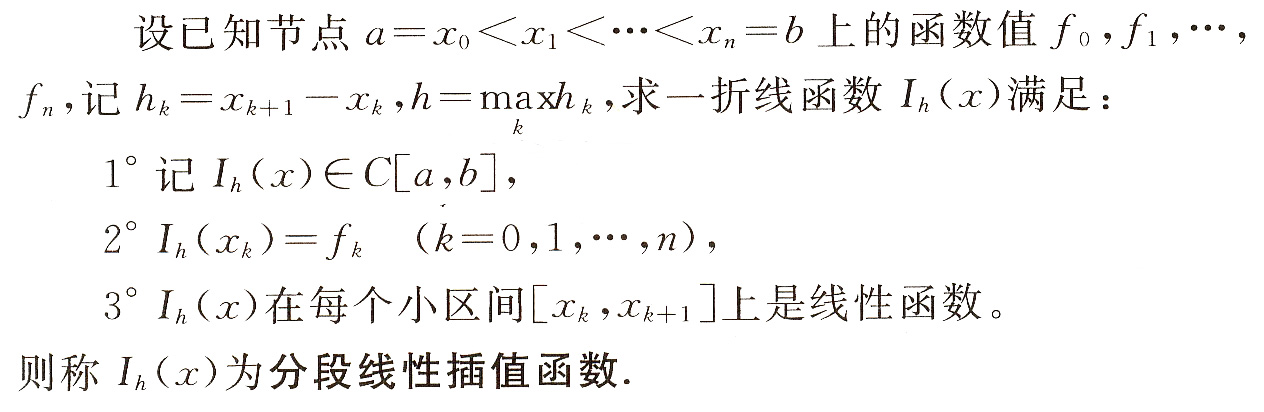 设已知节点 a=x₀<x₁<⋯<xₙ=b 上的函数值 f₀,f₁,⋯,
fₙ,记 hₖ=xₖ₊₁−xₖ,h=maxhₖ,求一折线函数 Iₕ(x)满足:
k
1° 记 Iₕ(x)∈C[a,b],
2° Iₕ(xₖ)=fₖ (k=0,1,⋯,n),
3° Iₕ(x)在每个小区间[xₖ,xₖ₊₁]上是线性函数。
则称 Iₕ(x)为分段线性插值函数.